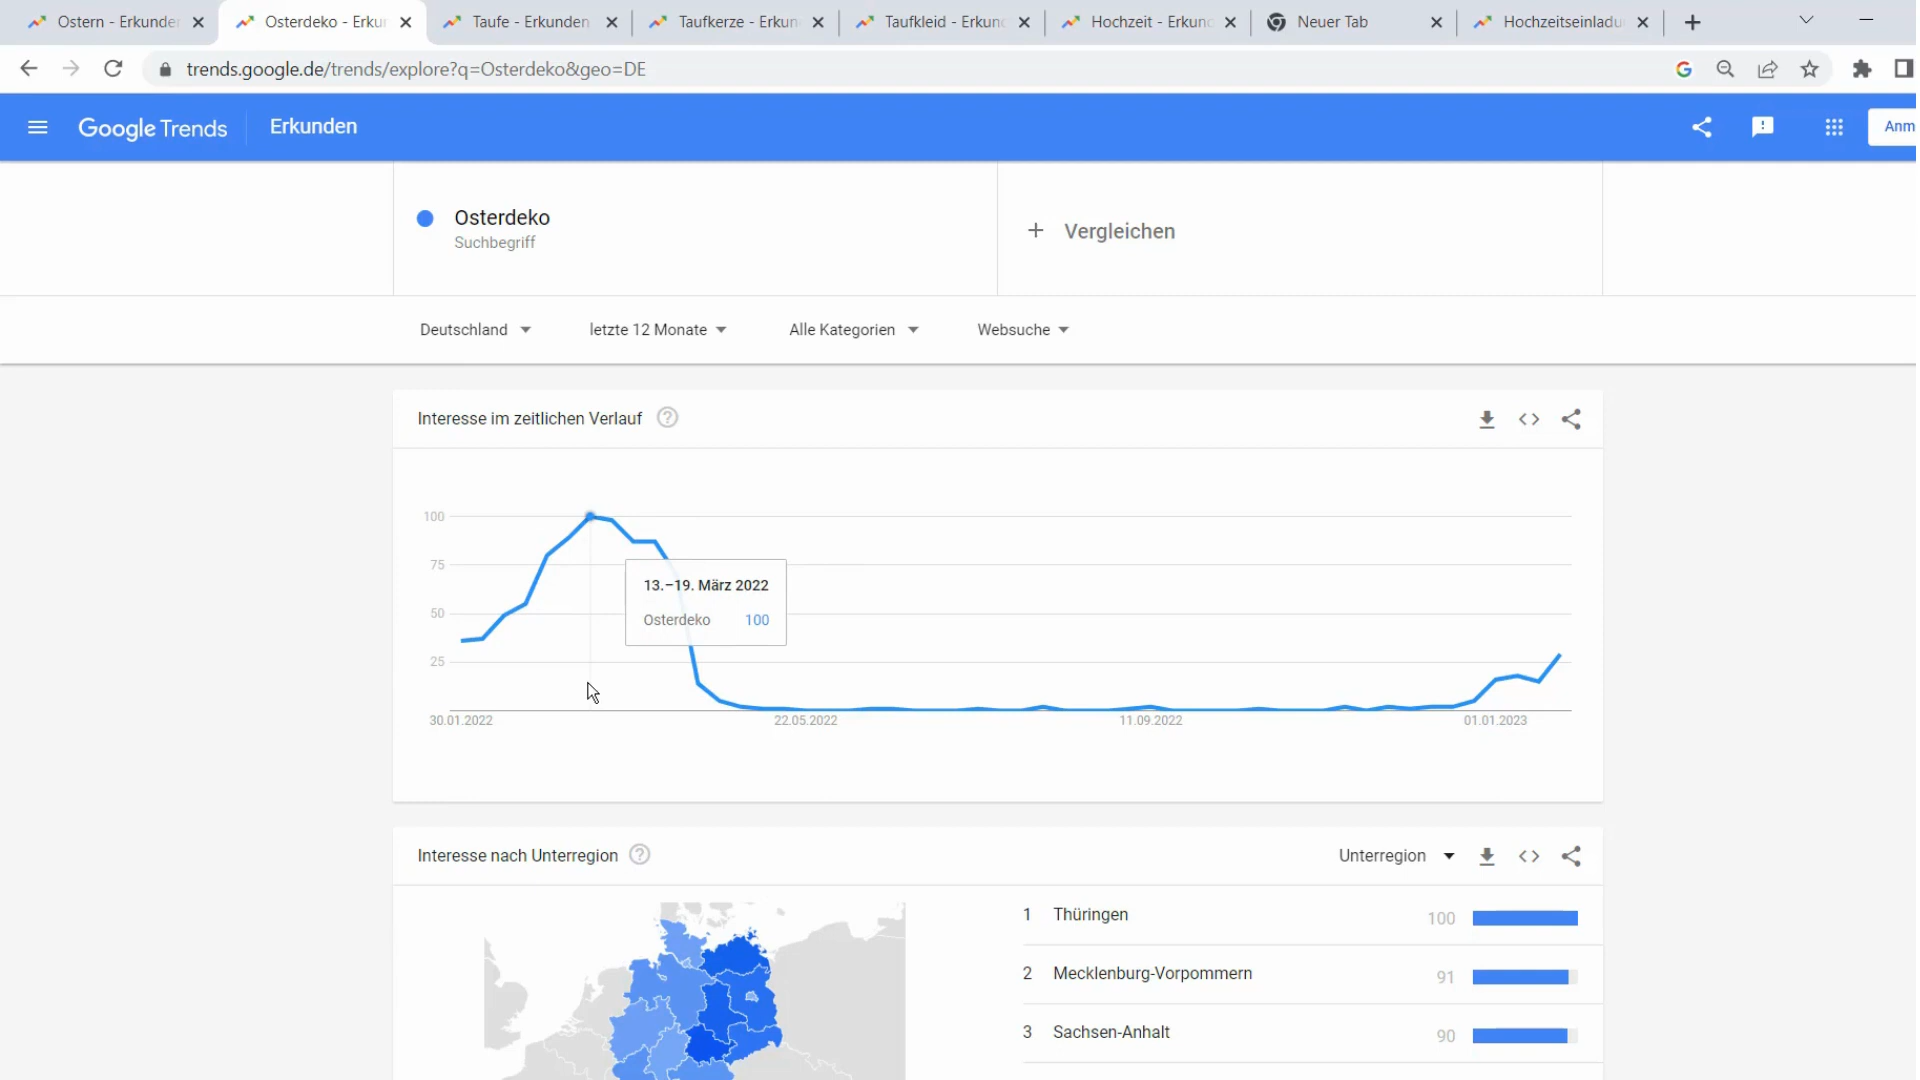 Ostern - Erkunden
Osterdeko - Erkun
Taufe - Erkunden
Taufkerze - Erkun
Taufkleid - Erkund
Hochzeit - Erkund
Neuer Tab
Hochzeitseinladu
trends.google.de/trends/explore?q=Osterdeko&geo=DE
Google Trends
Erkunden
Anm
Osterdeko
Suchbegriff
+ Vergleichen
Deutschland
letzte 12 Monate
Alle Kategorien
Websuche
Interesse im zeitlichen Verlauf
100
75
50
25
13.–19. März 2022
Osterdeko 100
30.01.2022
22.05.2022
11.09.2022
01.01.2023
Interesse nach Unterregion
Unterregion
1 Thüringen 100
2 Mecklenburg-Vorpommern 91
3 Sachsen-Anhalt 90